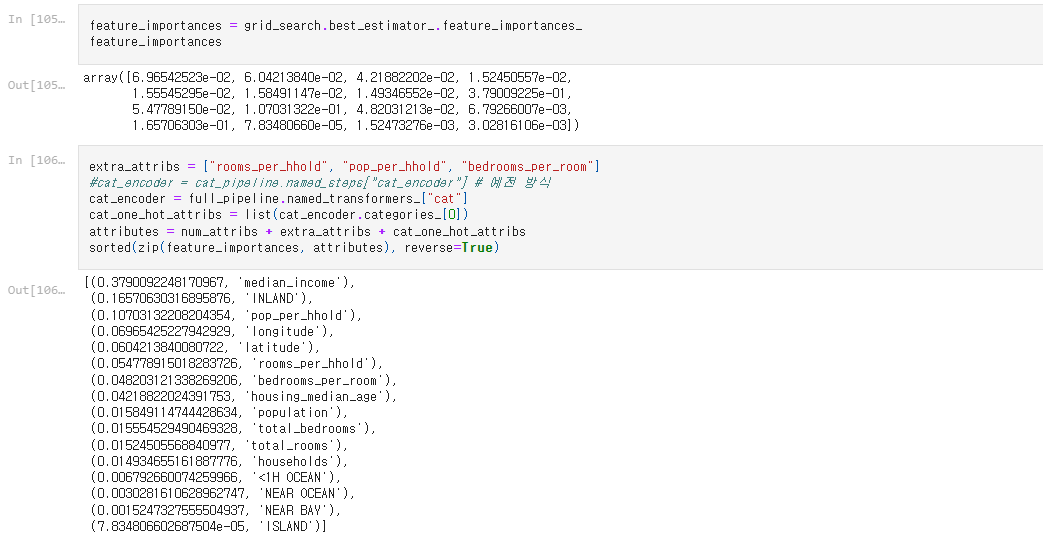 In [105…
feature_importances = grid_search.best_estimator_.feature_importances_
feature_importances
Out[105…
array([6.96542523e-02, 6.04213840e-02, 4.21882202e-02, 1.52450557e-02,
1.55545295e-02, 1.58491147e-02, 1.49346552e-02, 3.79009225e-01,
5.47789150e-02, 1.07031322e-01, 4.82031213e-02, 6.79266007e-03,
1.65706303e-01, 7.83480660e-05, 1.52473276e-03, 3.02816106e-03])
In [106…
extra_attribs = ["rooms_per_hhold", "pop_per_hhold", "bedrooms_per_room"]
#cat_encoder = cat_pipeline.named_steps["cat_encoder"] # 예전 방식
cat_encoder = full_pipeline.named_transformers_["cat"]
cat_one_hot_attribs = list(cat_encoder.categories_[0])
attributes = num_attribs + extra_attribs + cat_one_hot_attribs
sorted(zip(feature_importances, attributes), reverse=True)
Out[106…
[(0.3790092248170967, 'median_income'),
(0.16570630316895876, 'INLAND'),
(0.10703132208204354, 'pop_per_hhold'),
(0.06965425227942929, 'longitude'),
(0.0604213840080722, 'latitude'),
(0.054778915018283726, 'rooms_per_hhold'),
(0.048203121338269206, 'bedrooms_per_room'),
(0.04218822024391753, 'housing_median_age'),
(0.015849114744428634, 'population'),
(0.015554529490469328, 'total_bedrooms'),
(0.01524505568840977, 'total_rooms'),
(0.014934655161887776, 'households'),
(0.006792660074259966, '<1H OCEAN'),
(0.0030281610628962747, 'NEAR OCEAN'),
(0.0015247327555504937, 'NEAR BAY'),
(7.834806602687504e-05, 'ISLAND')]